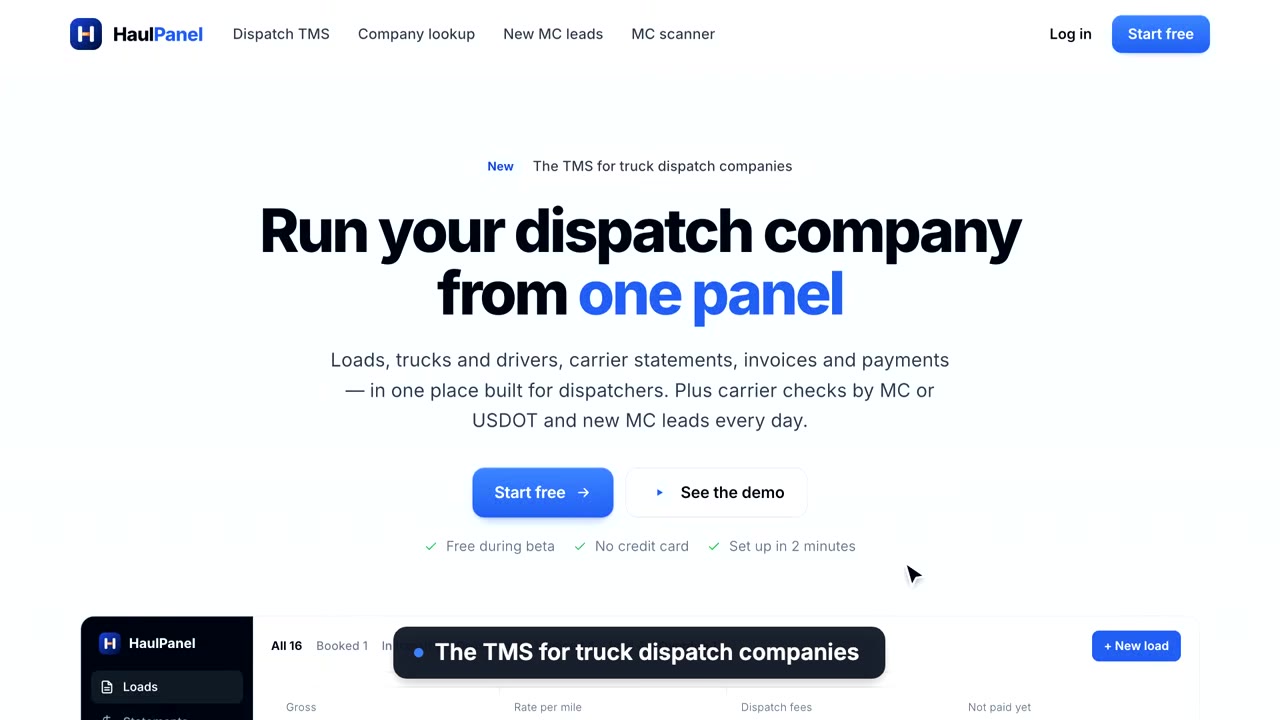 HaulPanel Dispatch TMS Company lookup New MC leads MC scanner Log in Start free
New The TMS for truck dispatch companies
Run your dispatch company
from one panel
Loads, trucks and drivers, carrier statements, invoices and payments
— in one place built for dispatchers. Plus carrier checks by MC or
USDOT and new MC leads every day.
Start free → See the demo
Free during beta No credit card Set up in 2 minutes
HaulPanel All 16 Booked 1 + New load
The TMS for truck dispatch companies
Loads
Gross Rate per mile Dispatch fees Not paid yet